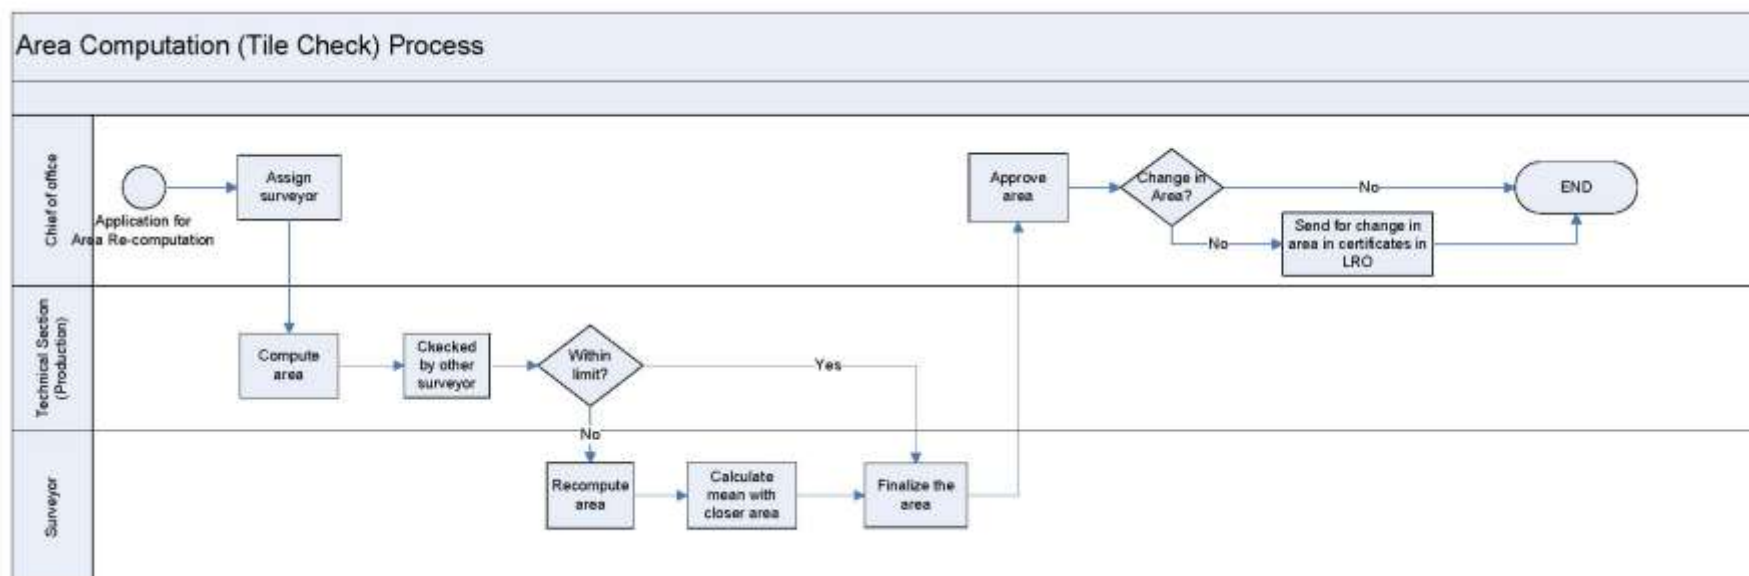 Area Computation (Tile Check) Process
Chief of office
Application for
Area Re-computation
Assign
surveyor
Approve
area
Change in
Area?
No
END
No
Send for change in
area in certificates in
LRO
Technical Section
(Production)
Compute
area
Ckecked
by other
surveyor
Within
limit?
Yes
No
Surveyor
Recompute
area
Calculate
mean with
closer area
Finalize the
area